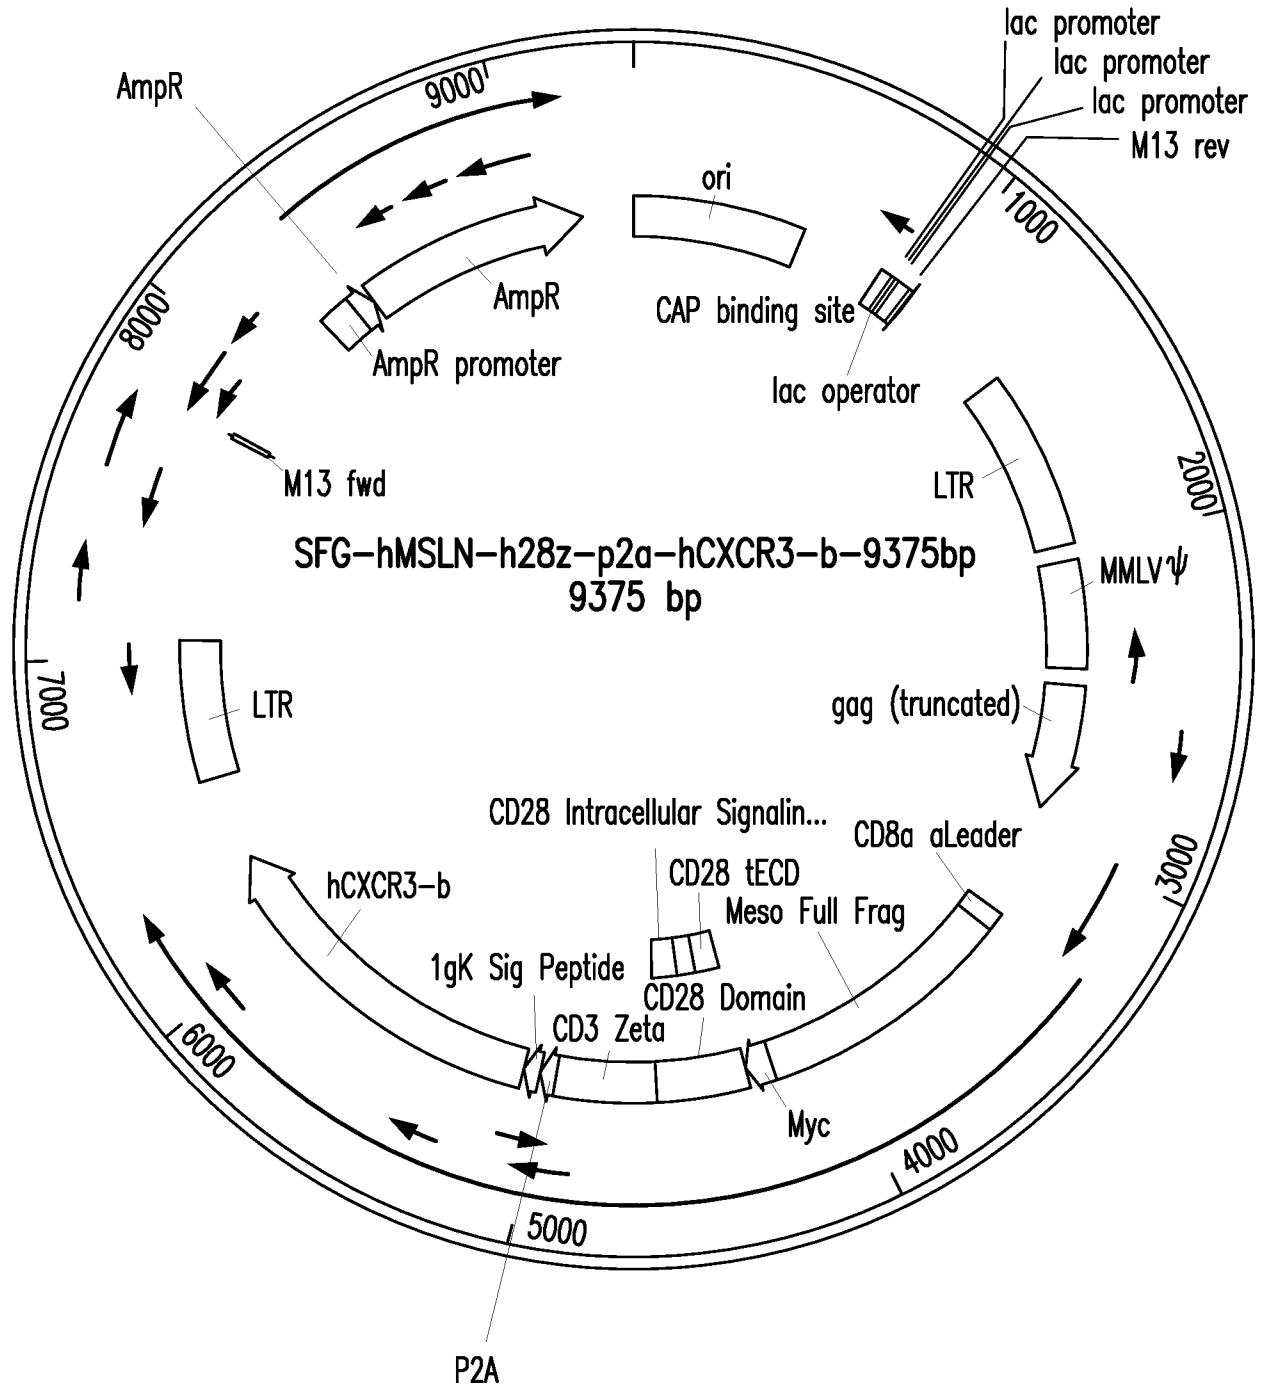 lac promoter
lac promoter
lac promoter
M13 rev
AmpR
9000
ori
1000
CAP binding site
AmpR
AmpR promoter
lac operator
8000
M13 fwd
LTR
2000
SFG-hMSLN-h28z-p2a-hCXCR3-b-9375bp
9375 bp
MMLV ψ
7000
LTR
gag (truncated)
CD28 Intracellular Signalin...
CD8a aLeader
3000
hCXCR3-b
CD28 tECD
Meso Full Frag
1gK Sig Peptide
CD28 Domain
CD3 Zeta
6000
Myc
4000
5000
P2A